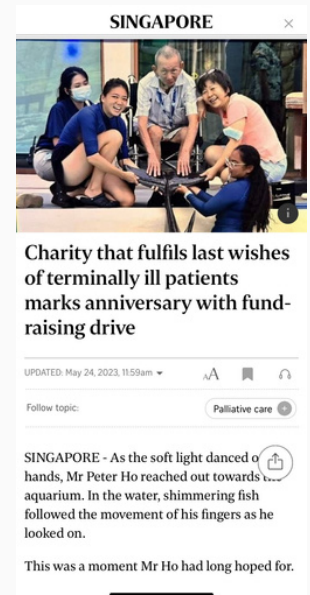 SINGAPORE
Charity that fulfils last wishes
of terminally ill patients
marks anniversary with fund-
raising drive
UPDATED: May 24, 2023, 11:59am
AA
Follow topic:
Palliative care
SINGAPORE - As the soft light danced
hands, Mr Peter Ho reached out towards
aquarium. In the water, shimmering fish
followed the movement of his fingers as he
looked on.
This was a moment Mr Ho had long hoped for.